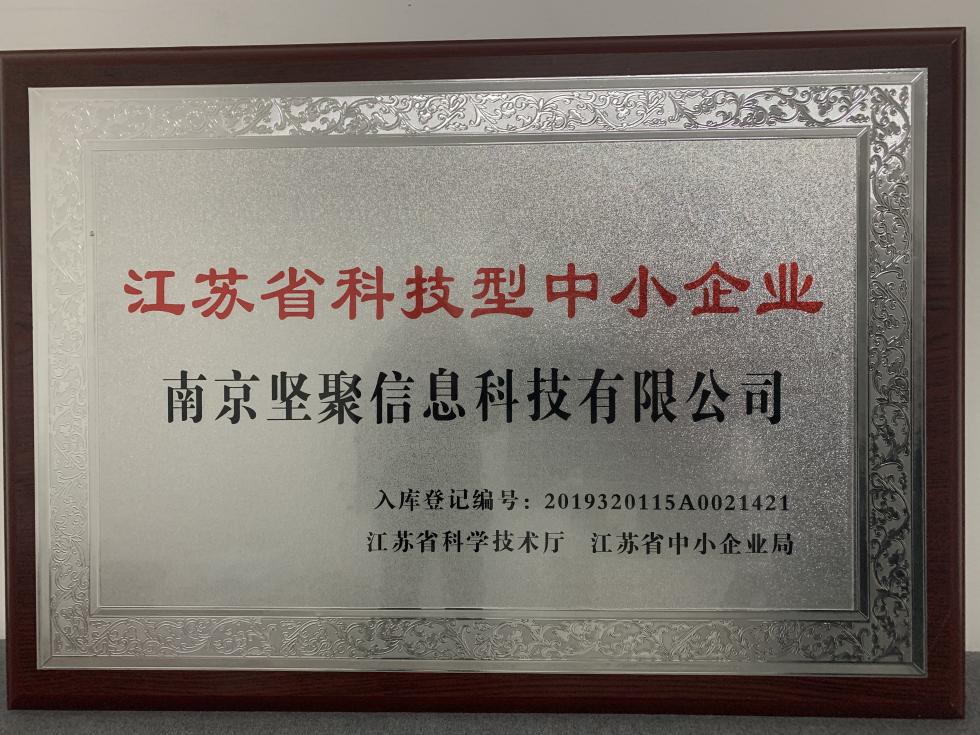 江苏省科技型中小企业
南京坚聚信息科技有限公司
入库登记编号：2019320115A0021421
江苏省科学技术厅 江苏省中小企业局